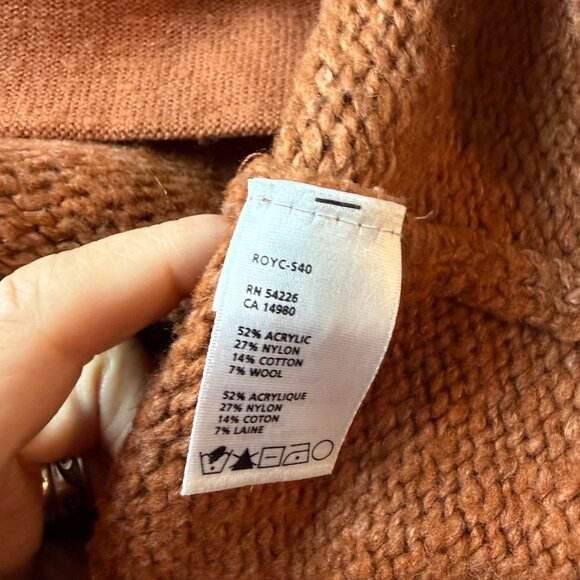 ROYC-S40
RN 54226
CA 14980
52% ACRYLIC
27% NYLON
14% COTTON
7% WOOL
52% ACRYLIQUE
27% NYLON
14% COTON
7% LAINE